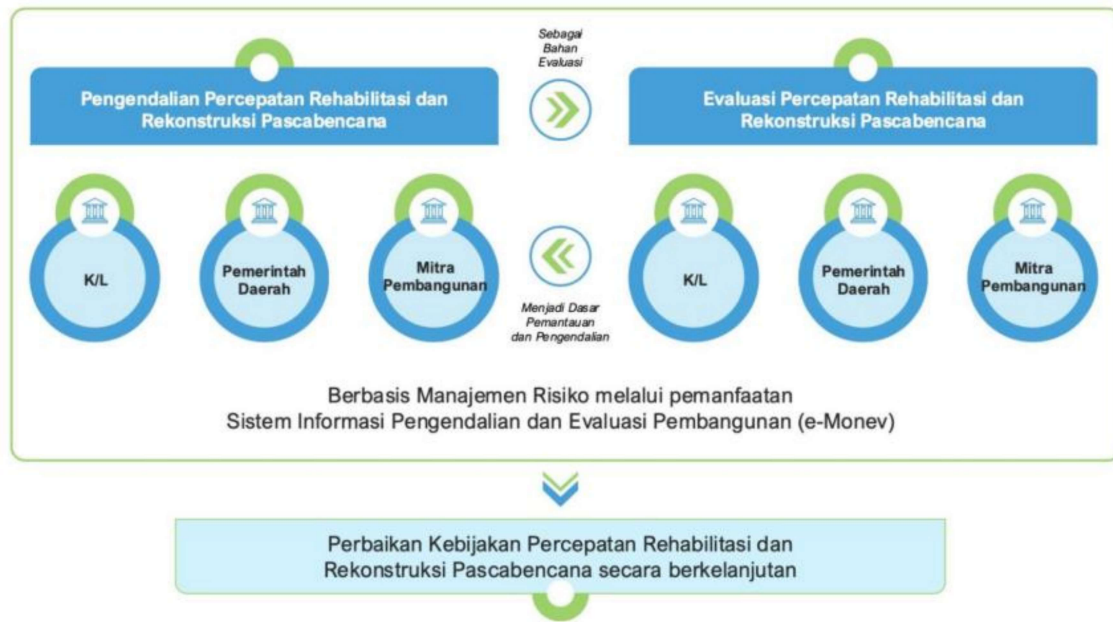 Sebagai
Bahan
Evaluasi
Pengendalian Percepatan Rehabilitasi dan
Rekonstruksi Pascabencana
Evaluasi Percepatan Rehabilitasi dan
Rekonstruksi Pascabencana
K/L
Pemerintah
Daerah
Mitra
Pembangunan
Menjadi Dasar
Pemantauan
dan Pengendalian
K/L
Pemerintah
Daerah
Mitra
Pembangunan
Berbasis Manajemen Risiko melalui pemanfaatan
Sistem Informasi Pengendalian dan Evaluasi Pembangunan (e-Monev)
Perbaikan Kebijakan Percepatan Rehabilitasi dan
Rekonstruksi Pascabencana secara berkelanjutan